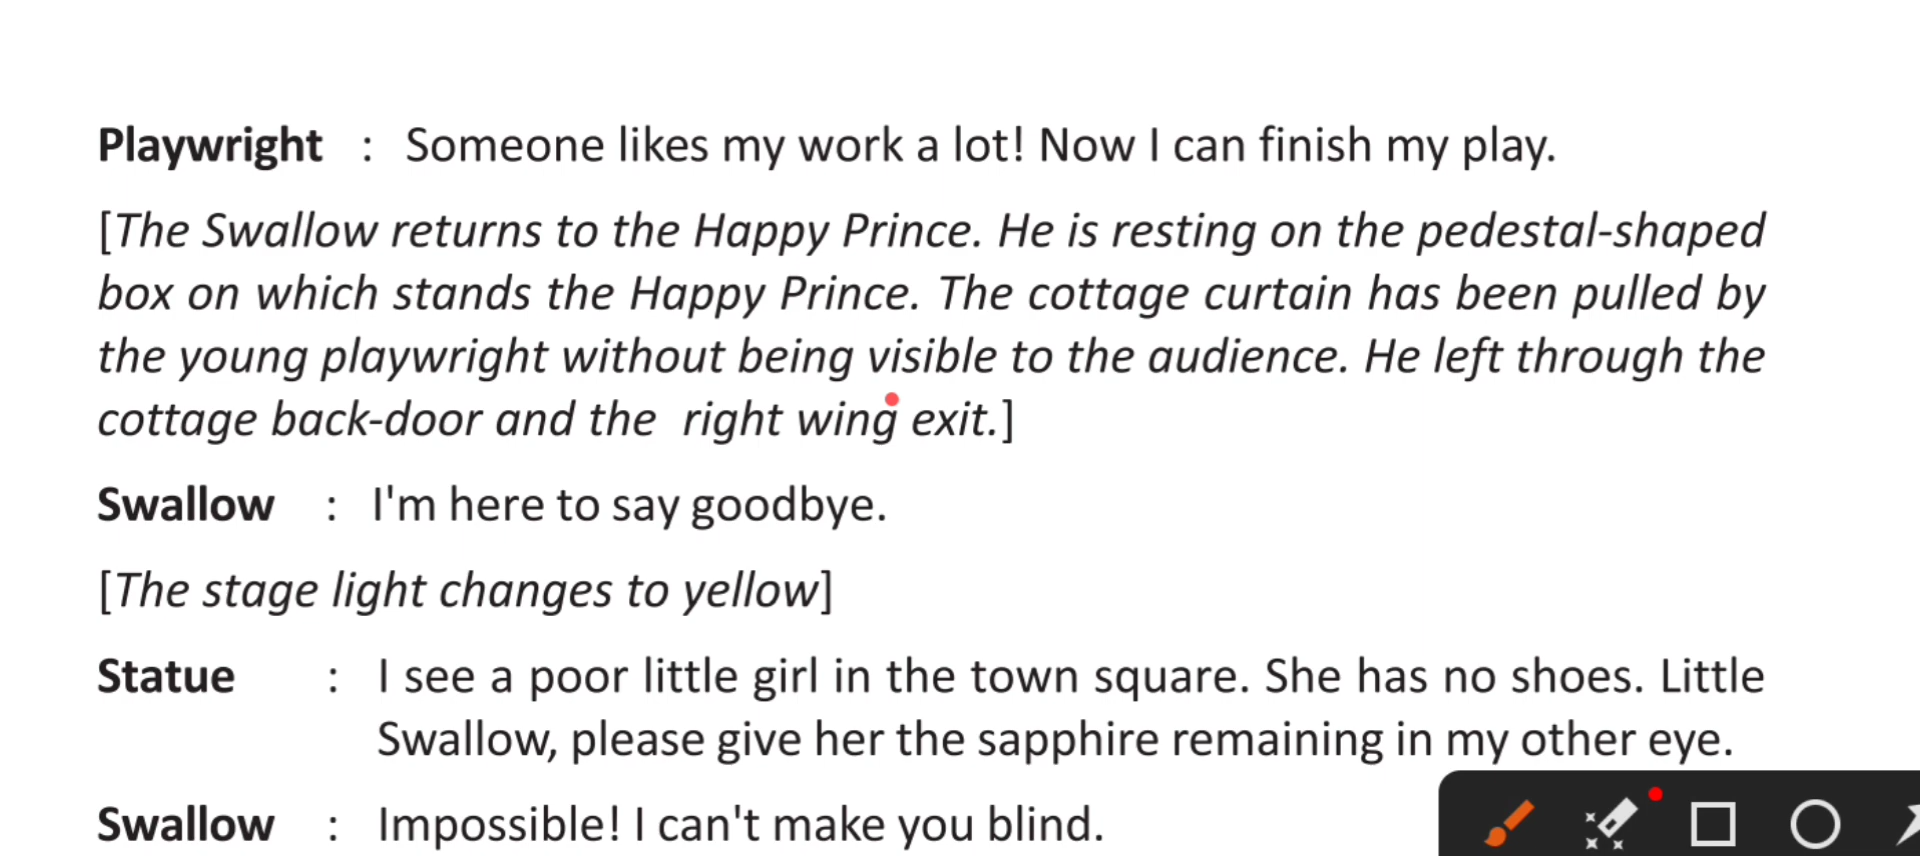 Playwright : Someone likes my work a lot! Now I can finish my play.
[The Swallow returns to the Happy Prince. He is resting on the pedestal-shaped
box on which stands the Happy Prince. The cottage curtain has been pulled by
the young playwright without being visible to the audience. He left through the
cottage back-door and the right wing exit.]
Swallow : I'm here to say goodbye.
[The stage light changes to yellow]
Statue : I see a poor little girl in the town square. She has no shoes. Little
Swallow, please give her the sapphire remaining in my other eye.
Swallow : Impossible! I can't make you blind.